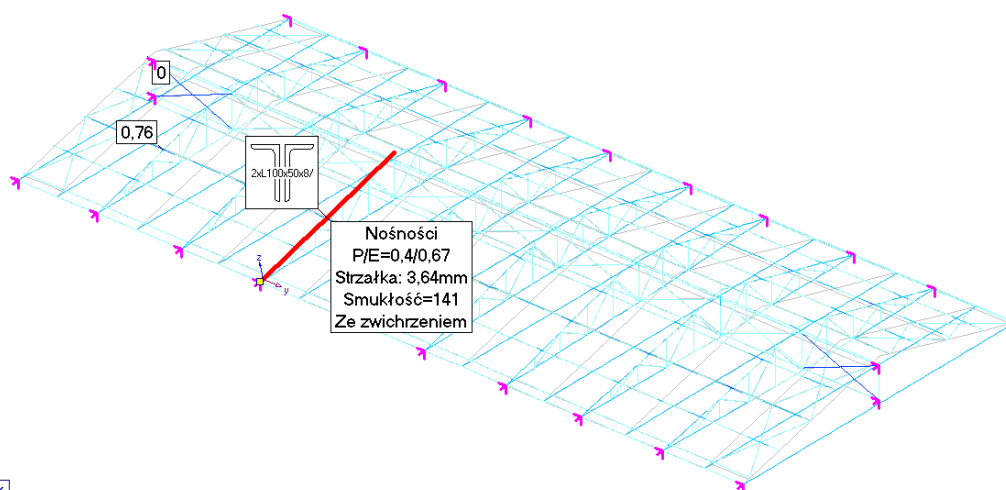 0
0,76
2xL100x50x8/
Nośności
P/E=0,4/0,67
Strzałka: 3,64mm
Smukłość=141
Ze zwichrzeniem
z
y